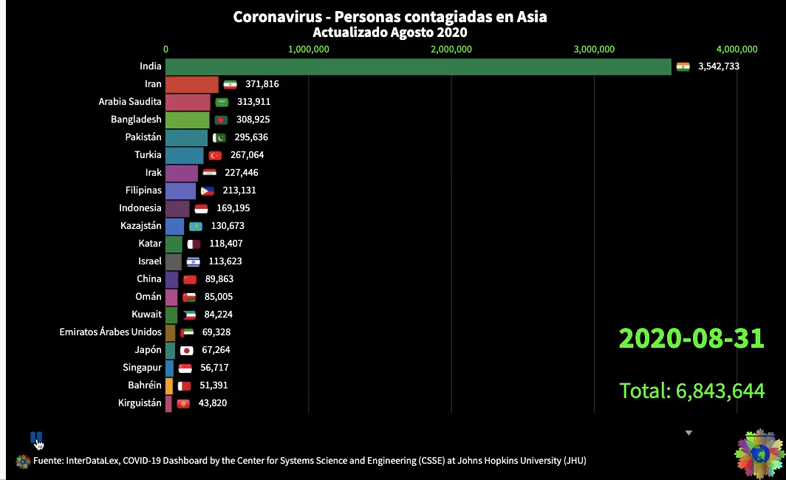 Coronavirus - Personas contagiadas en Asia
Actualizado Agosto 2020
0 1,000,000 2,000,000 3,000,000 4,000,000
India 3,542,733
Iran 371,816
Arabia Saudita 313,911
Bangladesh 308,925
Pakistán 295,636
Turkia 267,064
Irak 227,446
Filipinas 213,131
Indonesia 169,195
Kazajstán 130,673
Katar 118,407
Israel 113,623
China 89,863
Omán 85,005
Kuwait 84,224
Emiratos Árabes Unidos 69,328
Japón 67,264
Singapur 56,717
Bahréin 51,391
Kirguistán 43,820
2020-08-31
Total: 6,843,644
Fuente: InterDataLex, COVID-19 Dashboard by the Center for Systems Science and Engineering (CSSE) at Johns Hopkins University (JHU)